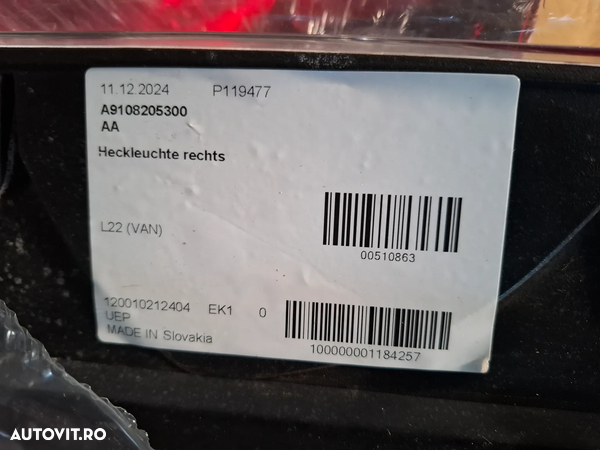 11.12.2024 P119477
A9108205300
AA
Heckleuchte rechts
L22 (VAN)
00510863
120010212404 EK1 0
UEP
MADE IN Slovakia
100000001184257
AUTOVIT.RO